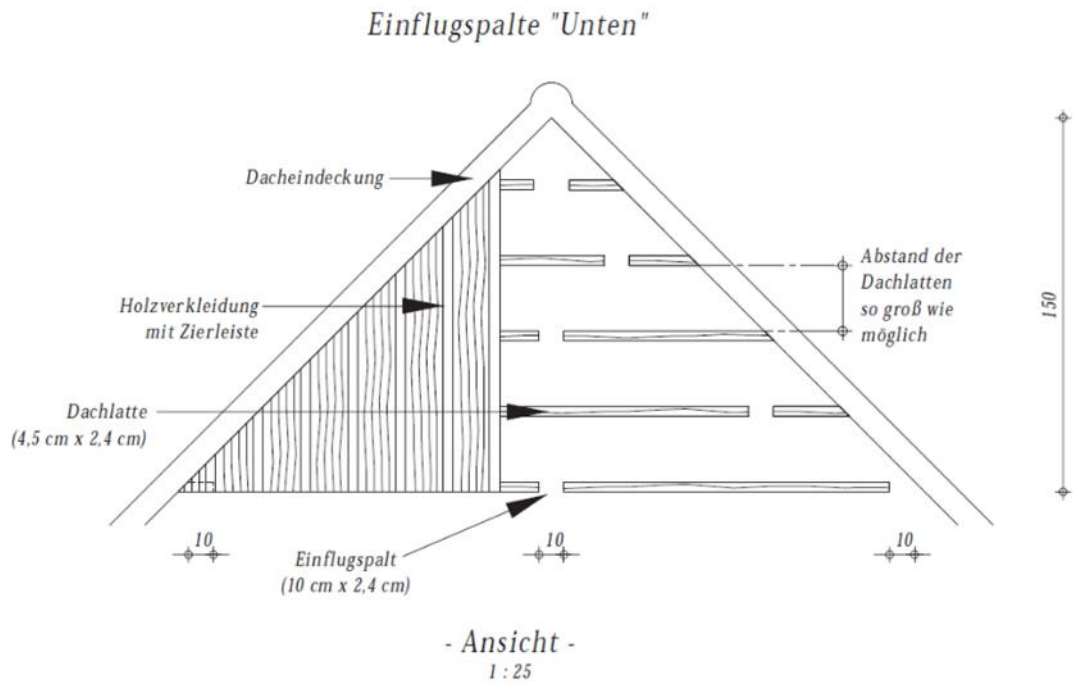 Einflugspalte "Unten"
Dacheindeckung
Holzverkleidung
mit Zierleiste
Dachlatte
(4,5 cm x 2,4 cm)
Abstand der
Dachlatten
so groß wie
möglich
150
10
10
10
Einflugspalt
(10 cm x 2,4 cm)
- Ansicht -
1 : 25